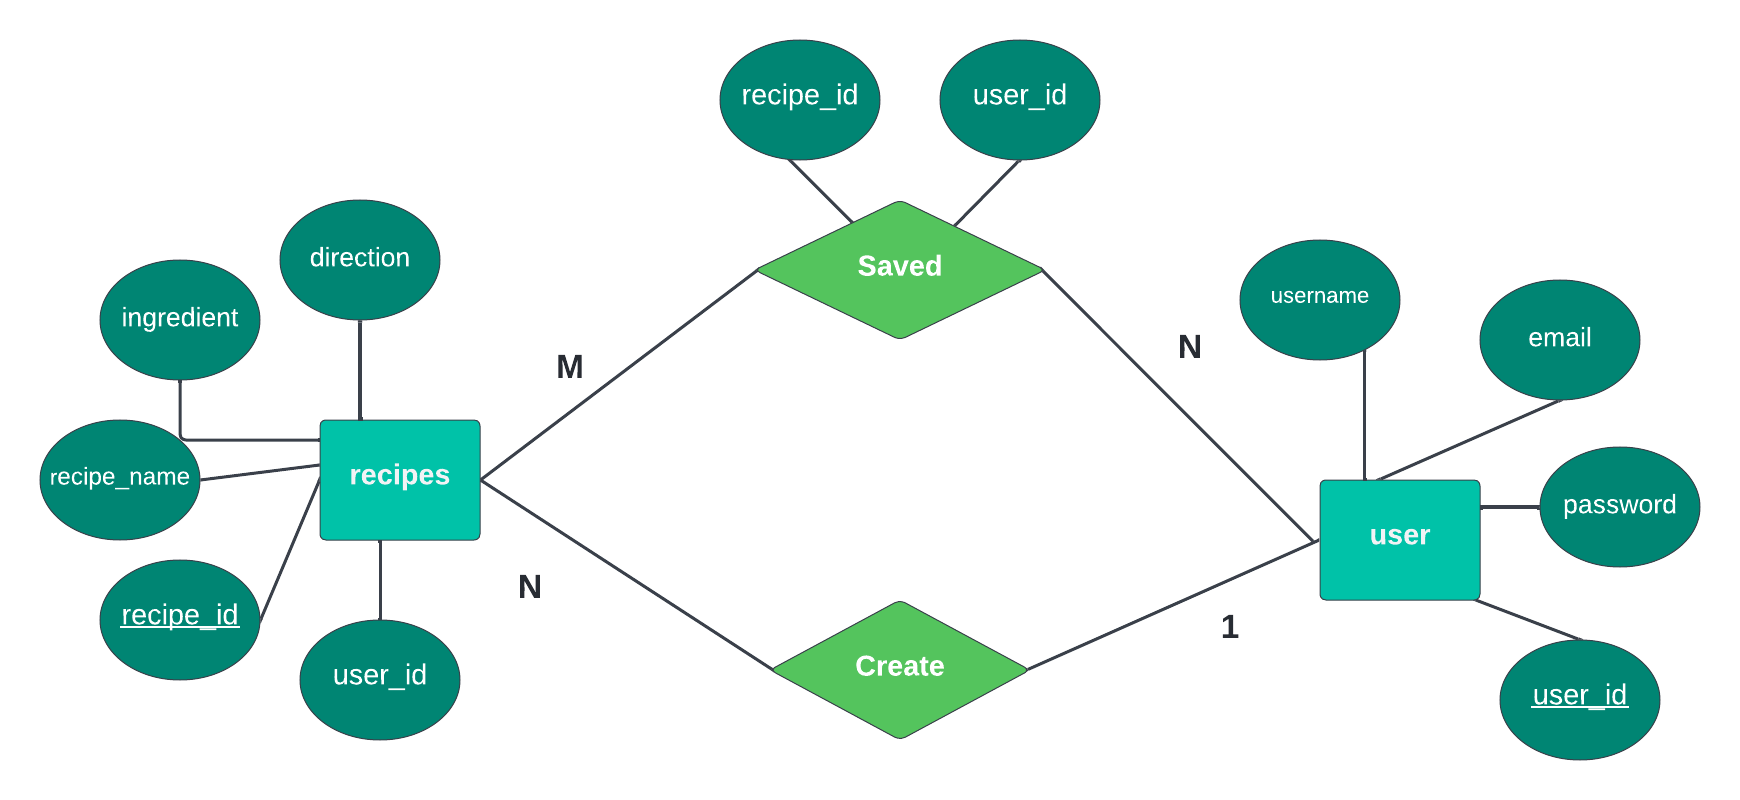 recipe_id
user_id
direction
Saved
username
ingredient
email
M
N
recipe_name
recipes
password
user
N
recipe_id
1
user_id
Create
user_id